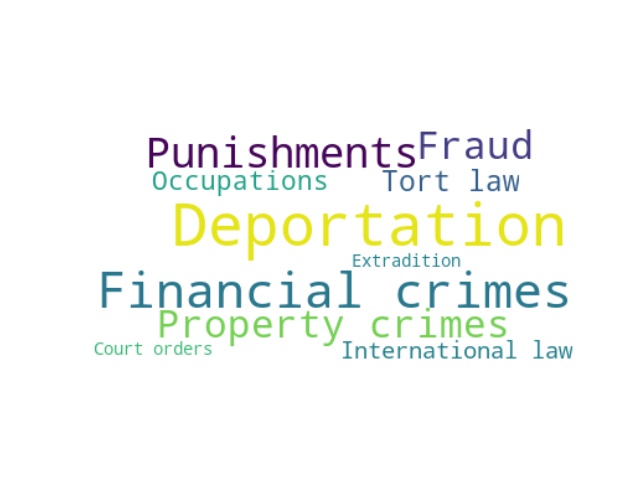 Punishments Fraud
Occupations Tort law
Deportation
Extradition
Financial crimes
Property crimes
Court orders International law